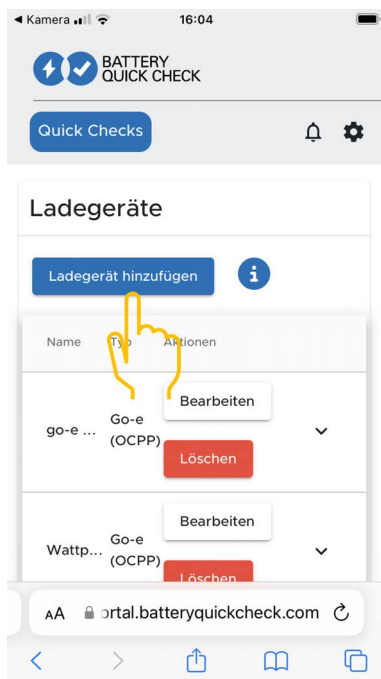 ◀ Kamera 16:04
BATTERY
QUICK CHECK
Quick Checks
Ladegeräte
Ladegerät hinzufügen i
Name Typ Aktionen
go-e ... Go-e (OCPP) Bearbeiten
Löschen
Wattp... Go-e (OCPP) Bearbeiten
Löschen
AA ortal.batteryquickcheck.com